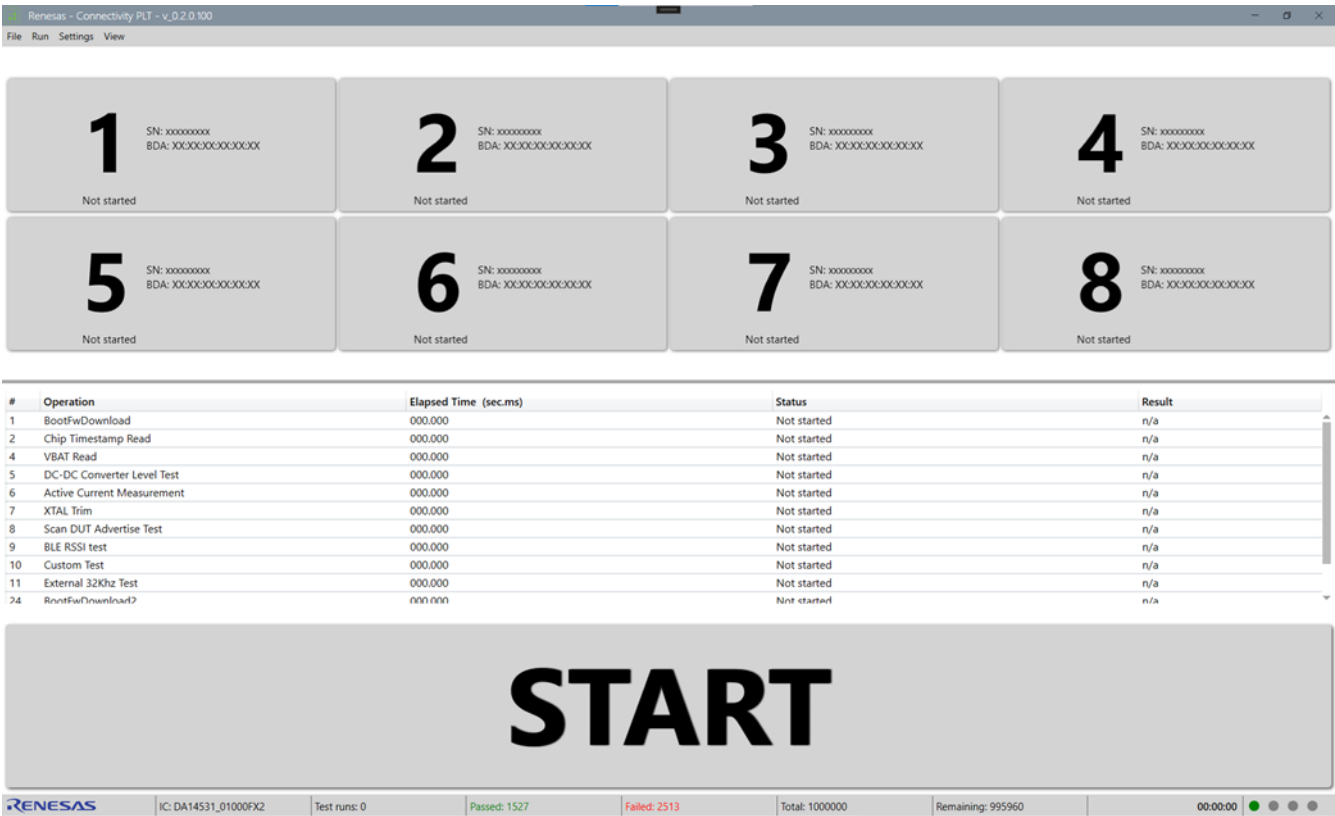 Renesas - Connectivity PLT - v_0.2.0.100
File Run Settings View
1 SN: xxxxxxxxx
BDA: XX:XX:XX:XX:XX:XX
Not started
2 SN: xxxxxxxxx
BDA: XX:XX:XX:XX:XX:XX
Not started
3 SN: xxxxxxxxx
BDA: XX:XX:XX:XX:XX:XX
Not started
4 SN: xxxxxxxxx
BDA: XX:XX:XX:XX:XX:XX
Not started
5 SN: xxxxxxxxx
BDA: XX:XX:XX:XX:XX:XX
Not started
6 SN: xxxxxxxxx
BDA: XX:XX:XX:XX:XX:XX
Not started
7 SN: xxxxxxxxx
BDA: XX:XX:XX:XX:XX:XX
Not started
8 SN: xxxxxxxxx
BDA: XX:XX:XX:XX:XX:XX
Not started
# Operation Elapsed Time (sec.ms) Status Result
1 BootFwDownload 000.000 Not started n/a
2 Chip Timestamp Read 000.000 Not started n/a
4 VBAT Read 000.000 Not started n/a
5 DC-DC Converter Level Test 000.000 Not started n/a
6 Active Current Measurement 000.000 Not started n/a
7 XTAL Trim 000.000 Not started n/a
8 Scan DUT Advertise Test 000.000 Not started n/a
9 BLE RSSI test 000.000 Not started n/a
10 Custom Test 000.000 Not started n/a
11 External 32Khz Test 000.000 Not started n/a
24 BootFwDownload2 000.000 Not started n/a
START
RENESAS IC: DA14531_01000FX2 Test runs: 0 Passed: 1527 Failed: 2513 Total: 1000000 Remaining: 995960 00:00:00